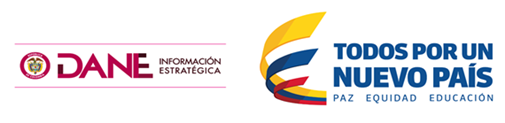 DANE
INFORMACIÓN
ESTRATÉGICA
TODOS POR UN
NUEVO PAÍS
PAZ EQUIDAD EDUCACIÓN